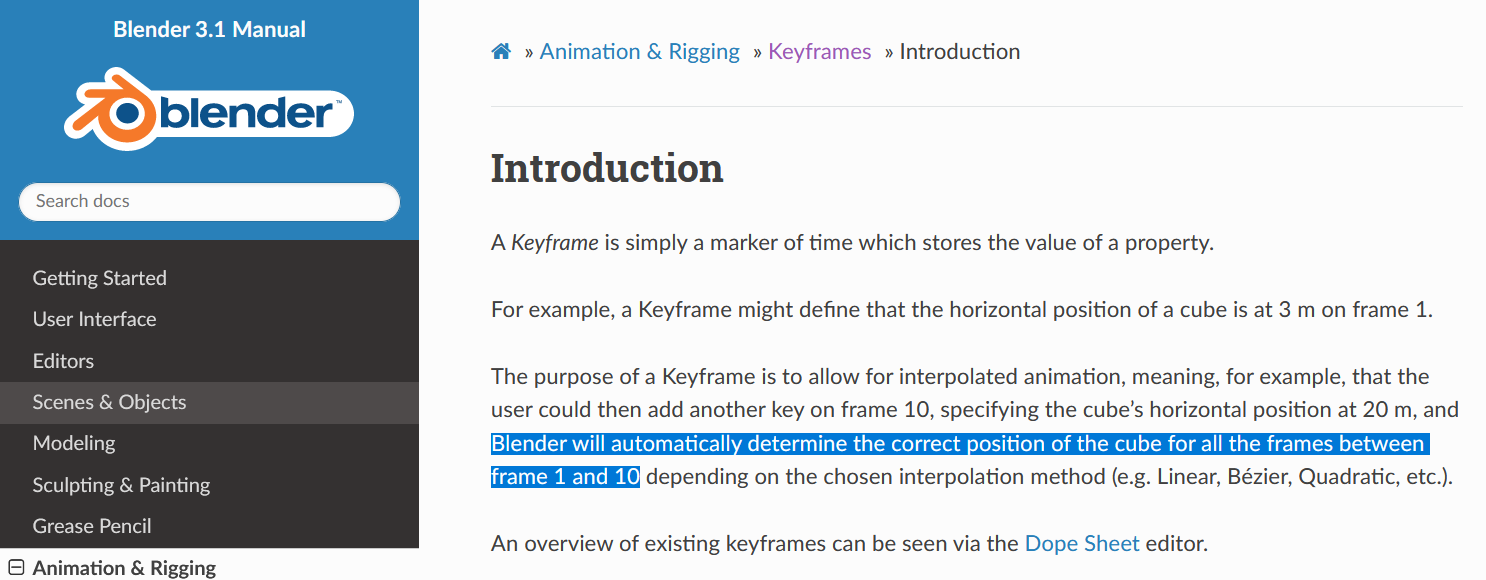 Blender 3.1 Manual
blender™
Search docs
Getting Started
User Interface
Editors
Scenes & Objects
Modeling
Sculpting & Painting
Grease Pencil
Animation & Rigging
» Animation & Rigging » Keyframes » Introduction
Introduction
A Keyframe is simply a marker of time which stores the value of a property.
For example, a Keyframe might define that the horizontal position of a cube is at 3 m on frame 1.
The purpose of a Keyframe is to allow for interpolated animation, meaning, for example, that the
user could then add another key on frame 10, specifying the cube’s horizontal position at 20 m, and
Blender will automatically determine the correct position of the cube for all the frames between
frame 1 and 10 depending on the chosen interpolation method (e.g. Linear, Bézier, Quadratic, etc.).
An overview of existing keyframes can be seen via the Dope Sheet editor.